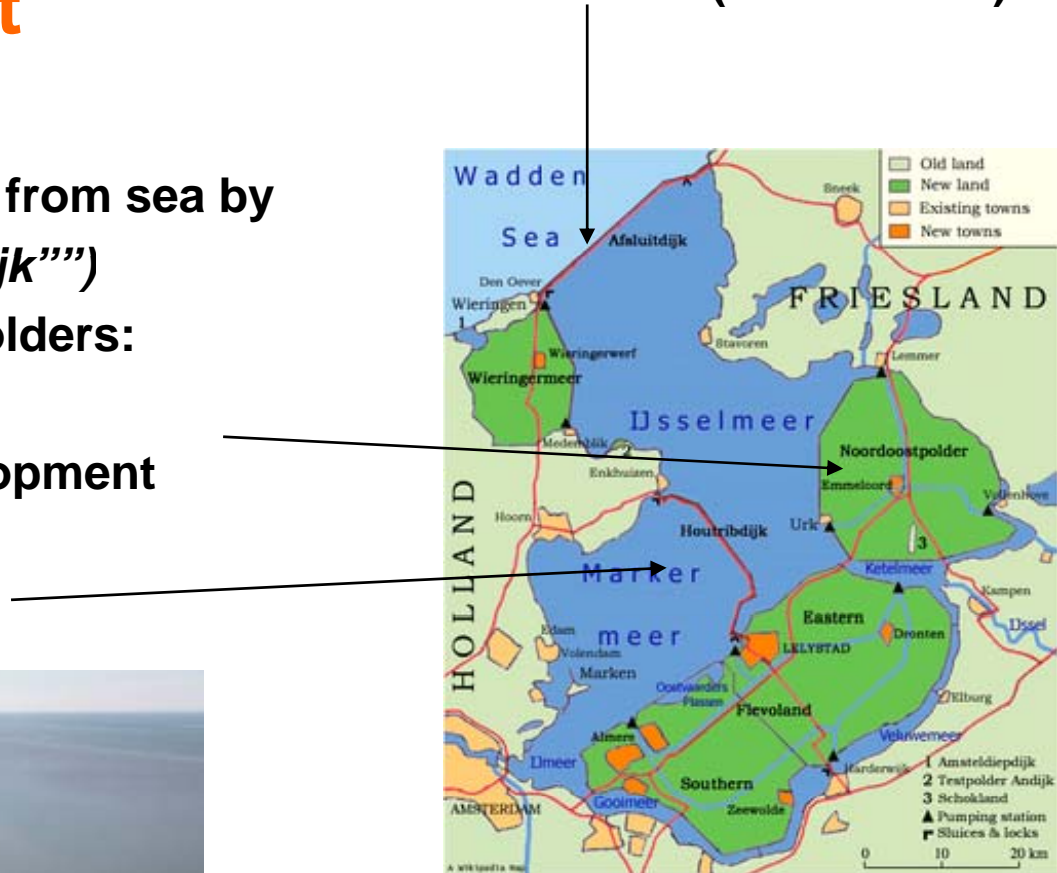 t
from sea by
jk””)
olders:
opment
Wadden
Sea
Afsluitdijk
Den Oever
Wieringen
1
Wieringerwerf
Wieringermeer
Medemblik
2
Enkhuizen
Hoorn
HOLLAND
IJsselmeer
Houtribdijk
Marker
meer
Edam
Volendam
Marken
Sneek
FRIESLAND
Stavoren
Lemmer
Noordoostpolder
Emmeloord
Vollenhove
Urk
3
Ketelmeer
Kampen
IJssel
Eastern
Dronten
LELYSTAD
Oostvaarders
Plassen
Flevoland
Elburg
Veluwemeer
Almere
IJmeer
Southern
Harderwijk
Gooimeer
Zeewolde
AMSTERDAM
Old land
New land
Existing towns
New towns
1 Amsteldiepdijk
2 Testpolder Andijk
3 Schokland
Pumping station
Sluices & locks
0 10 20 km
A Wikipedia Map